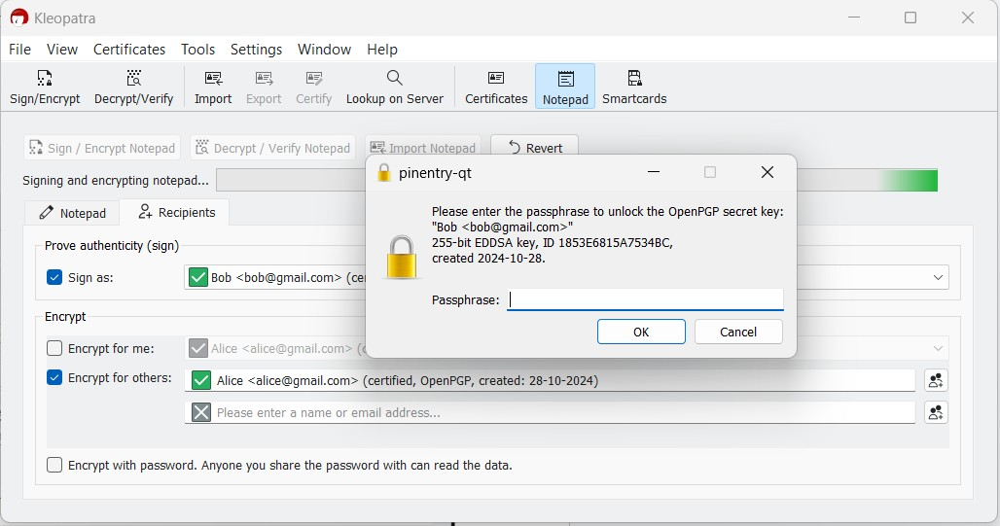 Kleopatra
File View Certificates Tools Settings Window Help
Sign/Encrypt Decrypt/Verify Import Export Certify Lookup on Server Certificates Notepad Smartcards
Sign / Encrypt Notepad Decrypt / Verify Notepad Import Notepad Revert
Signing and encrypting notepad...
Notepad Recipients
Prove authenticity (sign)
Sign as: Bob <bob@gmail.com>
Encrypt
Encrypt for me: Alice <alice@gmail.com>
Encrypt for others: Alice <alice@gmail.com> (certified, OpenPGP, created: 28-10-2024)
Please enter a name or email address...
Encrypt with password. Anyone you share the password with can read the data.
pinentry-qt
Please enter the passphrase to unlock the OpenPGP secret key:
"Bob <bob@gmail.com>"
255-bit EDDSA key, ID 1853E6815A7534BC,
created 2024-10-28.
Passphrase:
OK Cancel